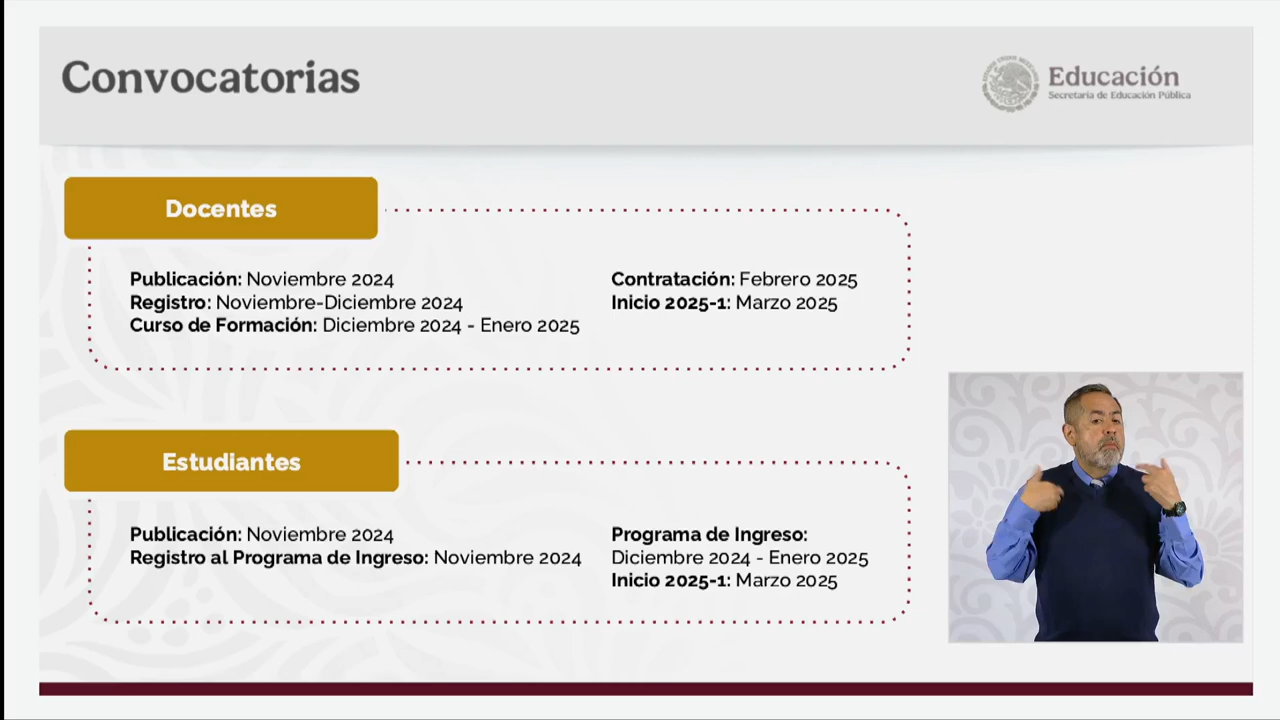 Convocatorias
Educación
Secretaría de Educación Pública
Docentes
Publicación: Noviembre 2024
Registro: Noviembre-Diciembre 2024
Curso de Formación: Diciembre 2024 - Enero 2025
Contratación: Febrero 2025
Inicio 2025-1: Marzo 2025
Estudiantes
Publicación: Noviembre 2024
Registro al Programa de Ingreso: Noviembre 2024
Programa de Ingreso:
Diciembre 2024 - Enero 2025
Inicio 2025-1: Marzo 2025